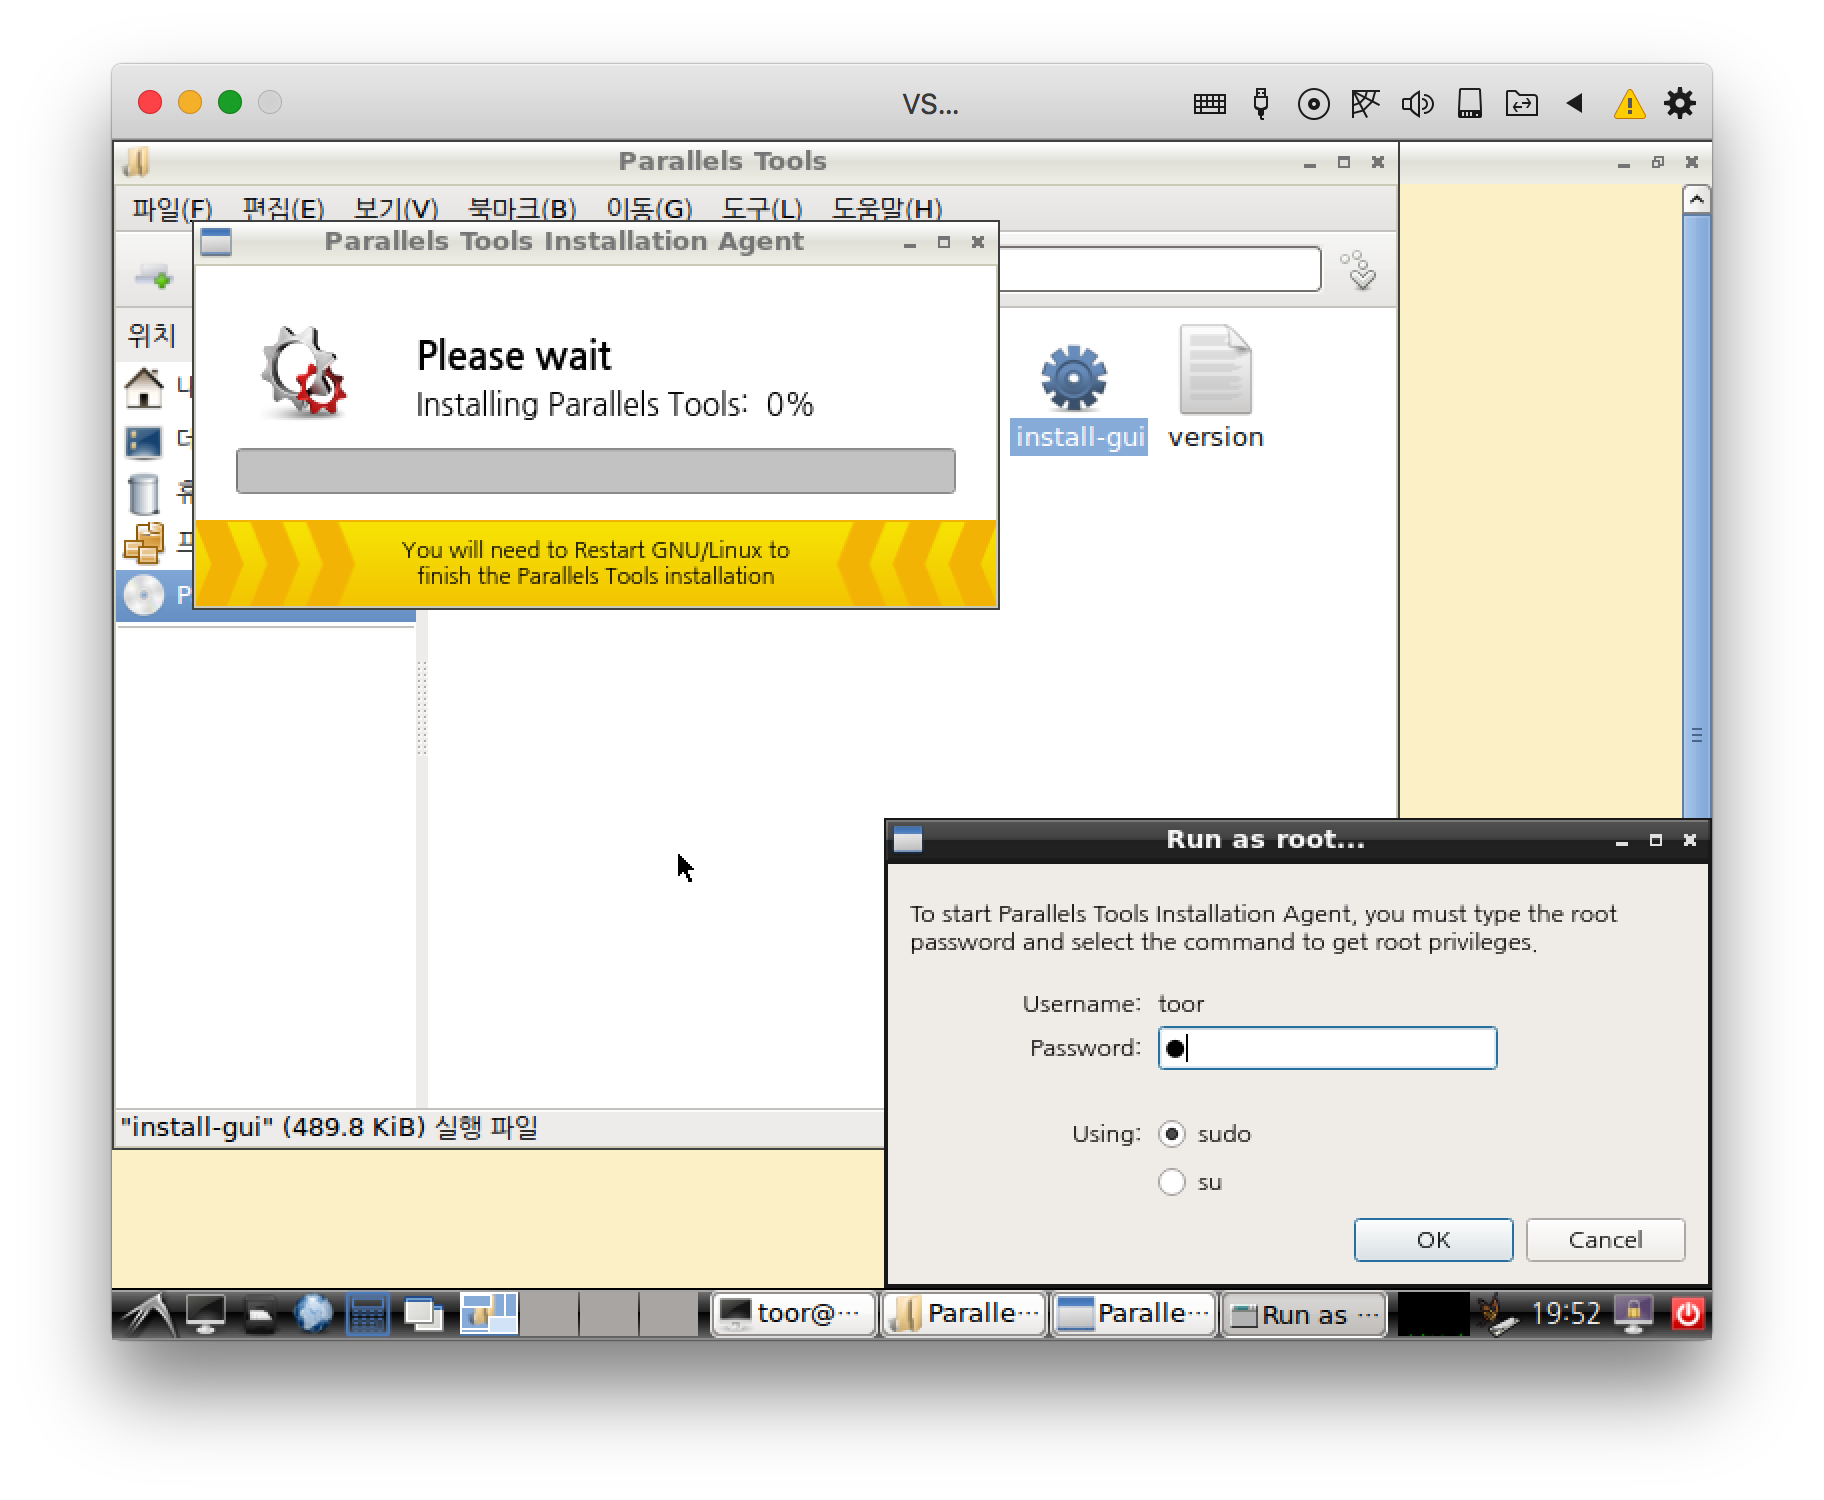 VS...
Parallels Tools
파일(F) 편집(E) 보기(V) 북마크(B) 이동(G) 도구(L) 도움말(H)
Parallels Tools Installation Agent
위치
Please wait
Installing Parallels Tools: 0%
You will need to Restart GNU/Linux to
finish the Parallels Tools installation
install-gui
version
P
Run as root...
To start Parallels Tools Installation Agent, you must type the root
password and select the command to get root privileges.
Username: toor
Password:
Using: sudo
su
OK
Cancel
"install-gui" (489.8 KiB) 실행 파일
toor@...
Paralle...
Paralle...
Run as ...
19:52